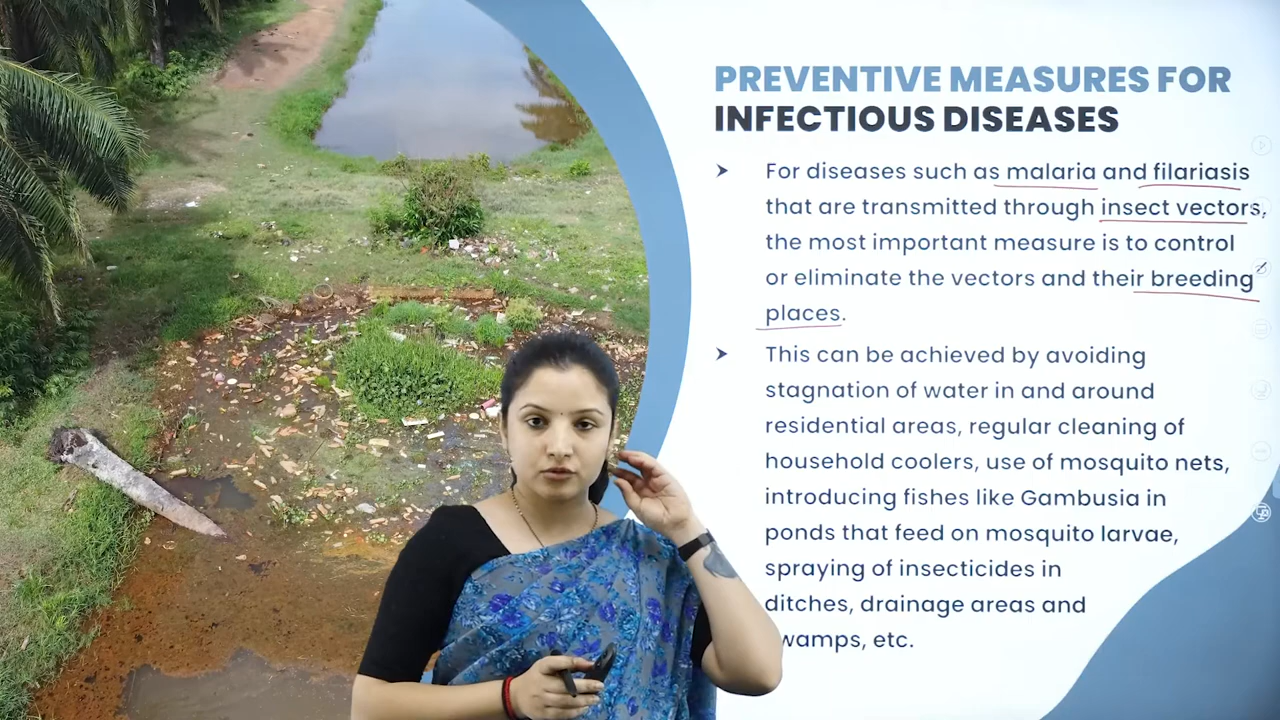 PREVENTIVE MEASURES FOR
INFECTIOUS DISEASES
For diseases such as malaria and filariasis
that are transmitted through insect vectors,
the most important measure is to control
or eliminate the vectors and their breeding
places.
This can be achieved by avoiding
stagnation of water in and around
residential areas, regular cleaning of
household coolers, use of mosquito nets,
introducing fishes like Gambusia in
ponds that feed on mosquito larvae,
spraying of insecticides in
ditches, drainage areas and
wamps, etc.